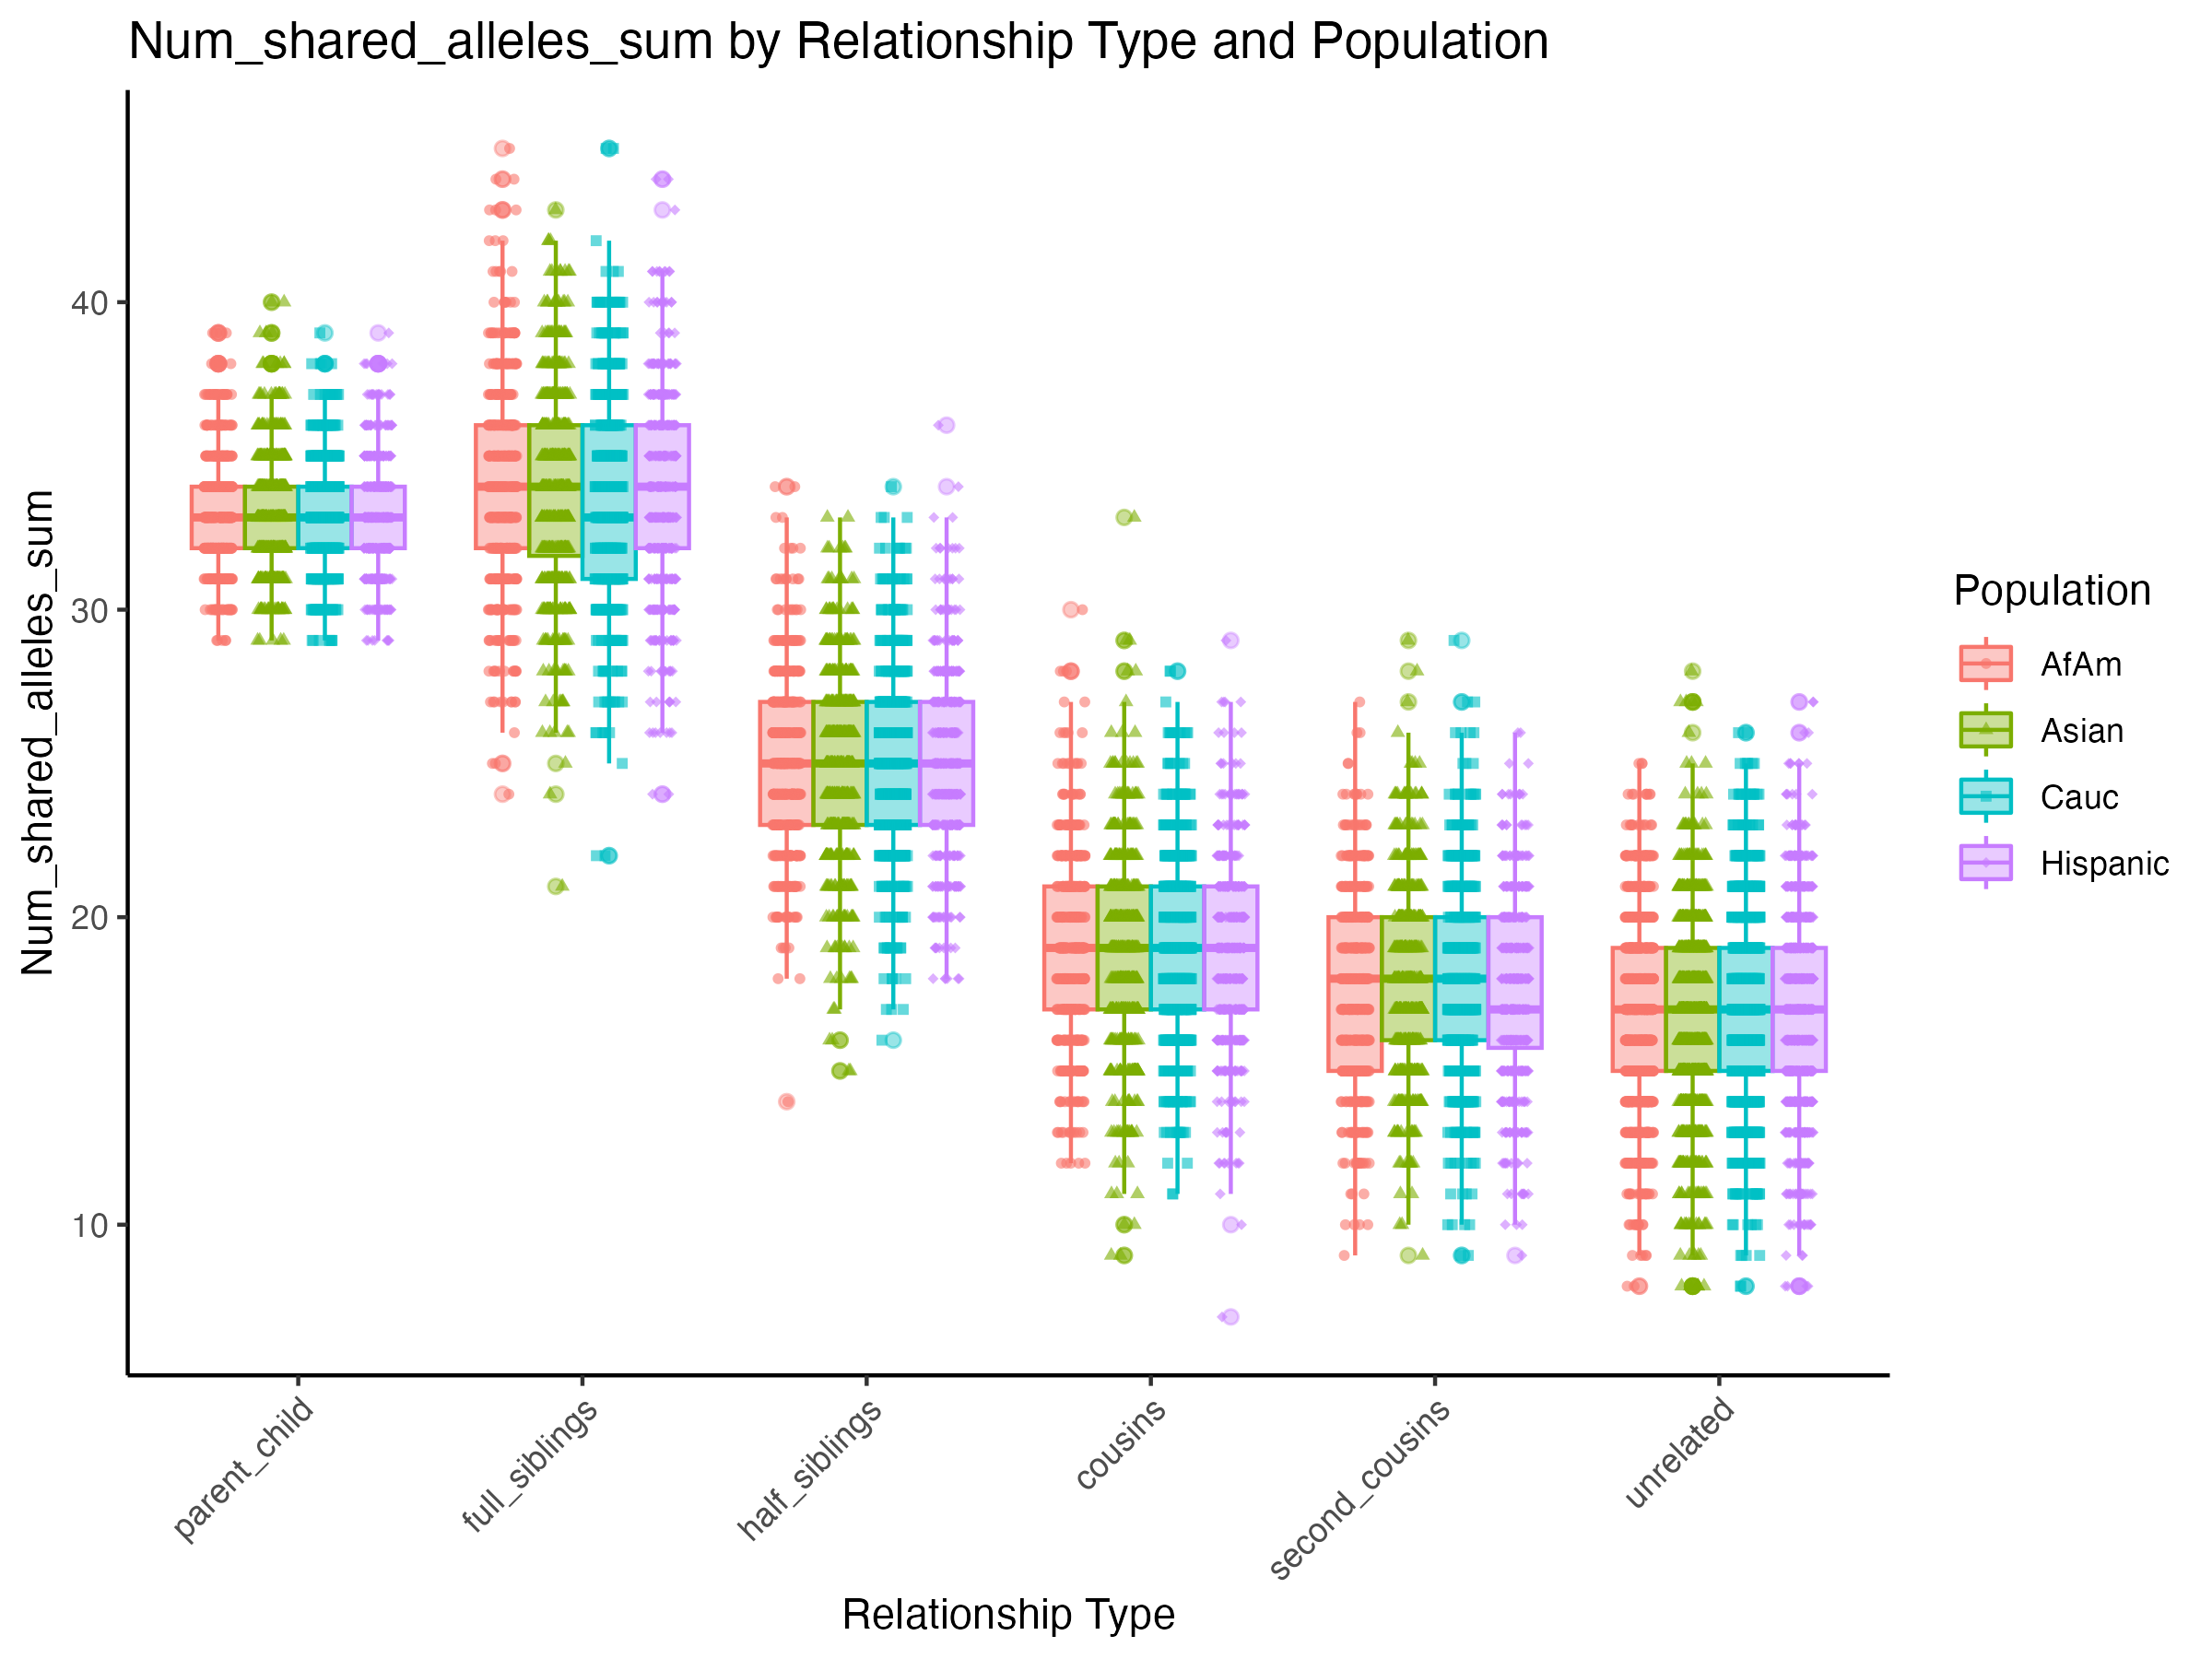 Num_shared_alleles_sum by Relationship Type and Population
Num_shared_alleles_sum
40
30
20
10
parent_child
full_siblings
half_siblings
cousins
second_cousins
unrelated
Relationship Type
Population
AfAm
Asian
Cauc
Hispanic